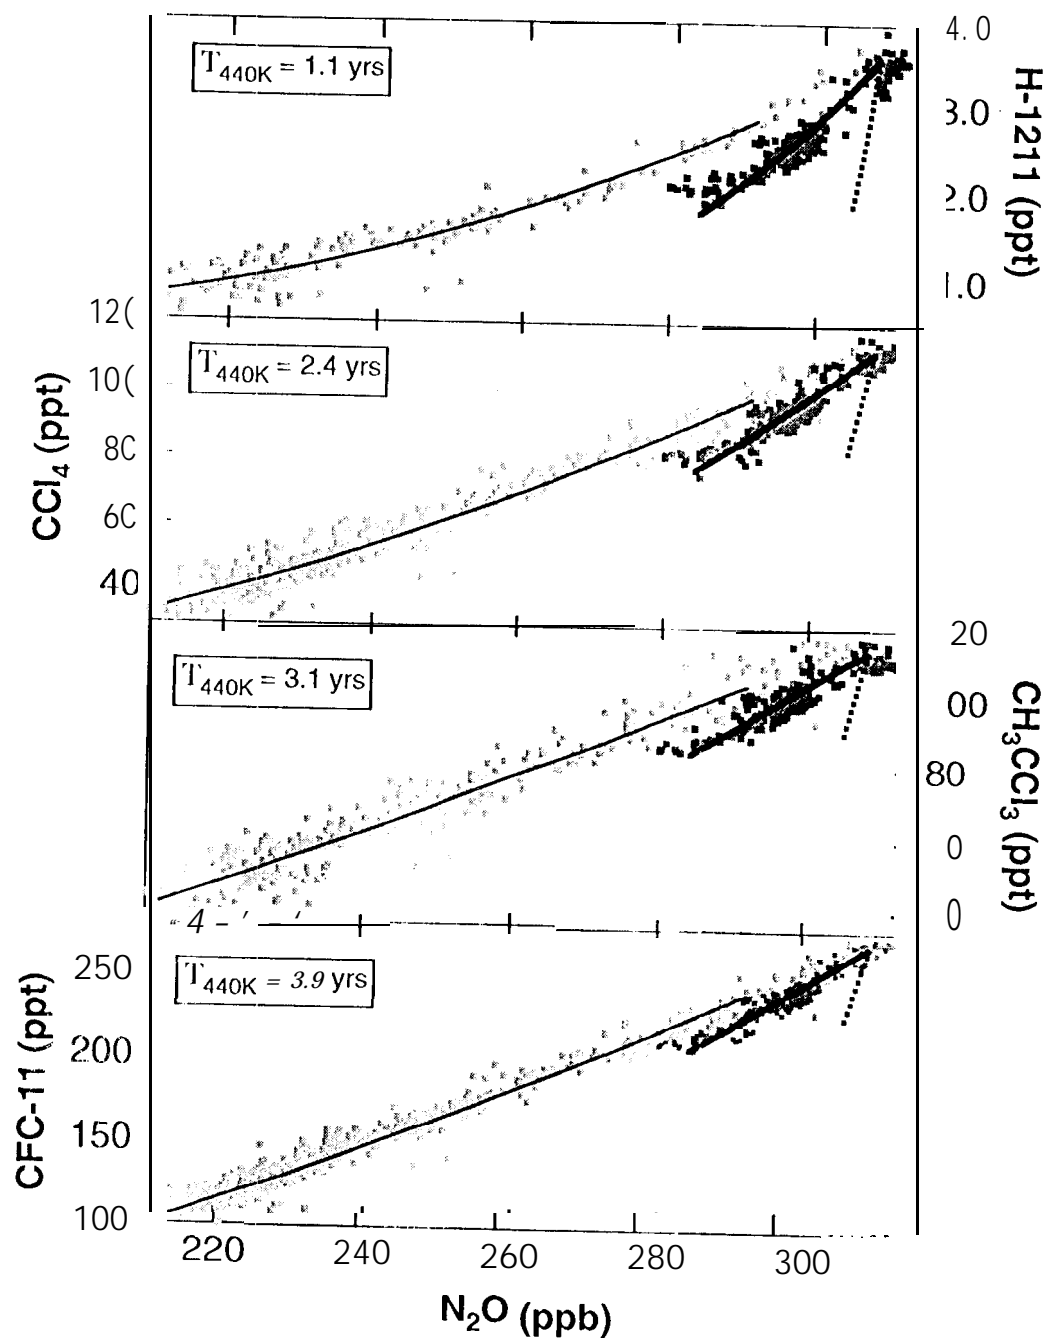 4.0
T440K = 1.1 yrs
3.0
H-1211 (ppt)
2.0
1.0
12(
T440K = 2.4 yrs
10(
CCl4 (ppt)
8C
6C
40
20
T440K = 3.1 yrs
00
CH3CCl3 (ppt)
80
0
0
250
T440K = 3.9 yrs
CFC-11 (ppt)
200
150
100
220 240 260 280 300
N2O (ppb)